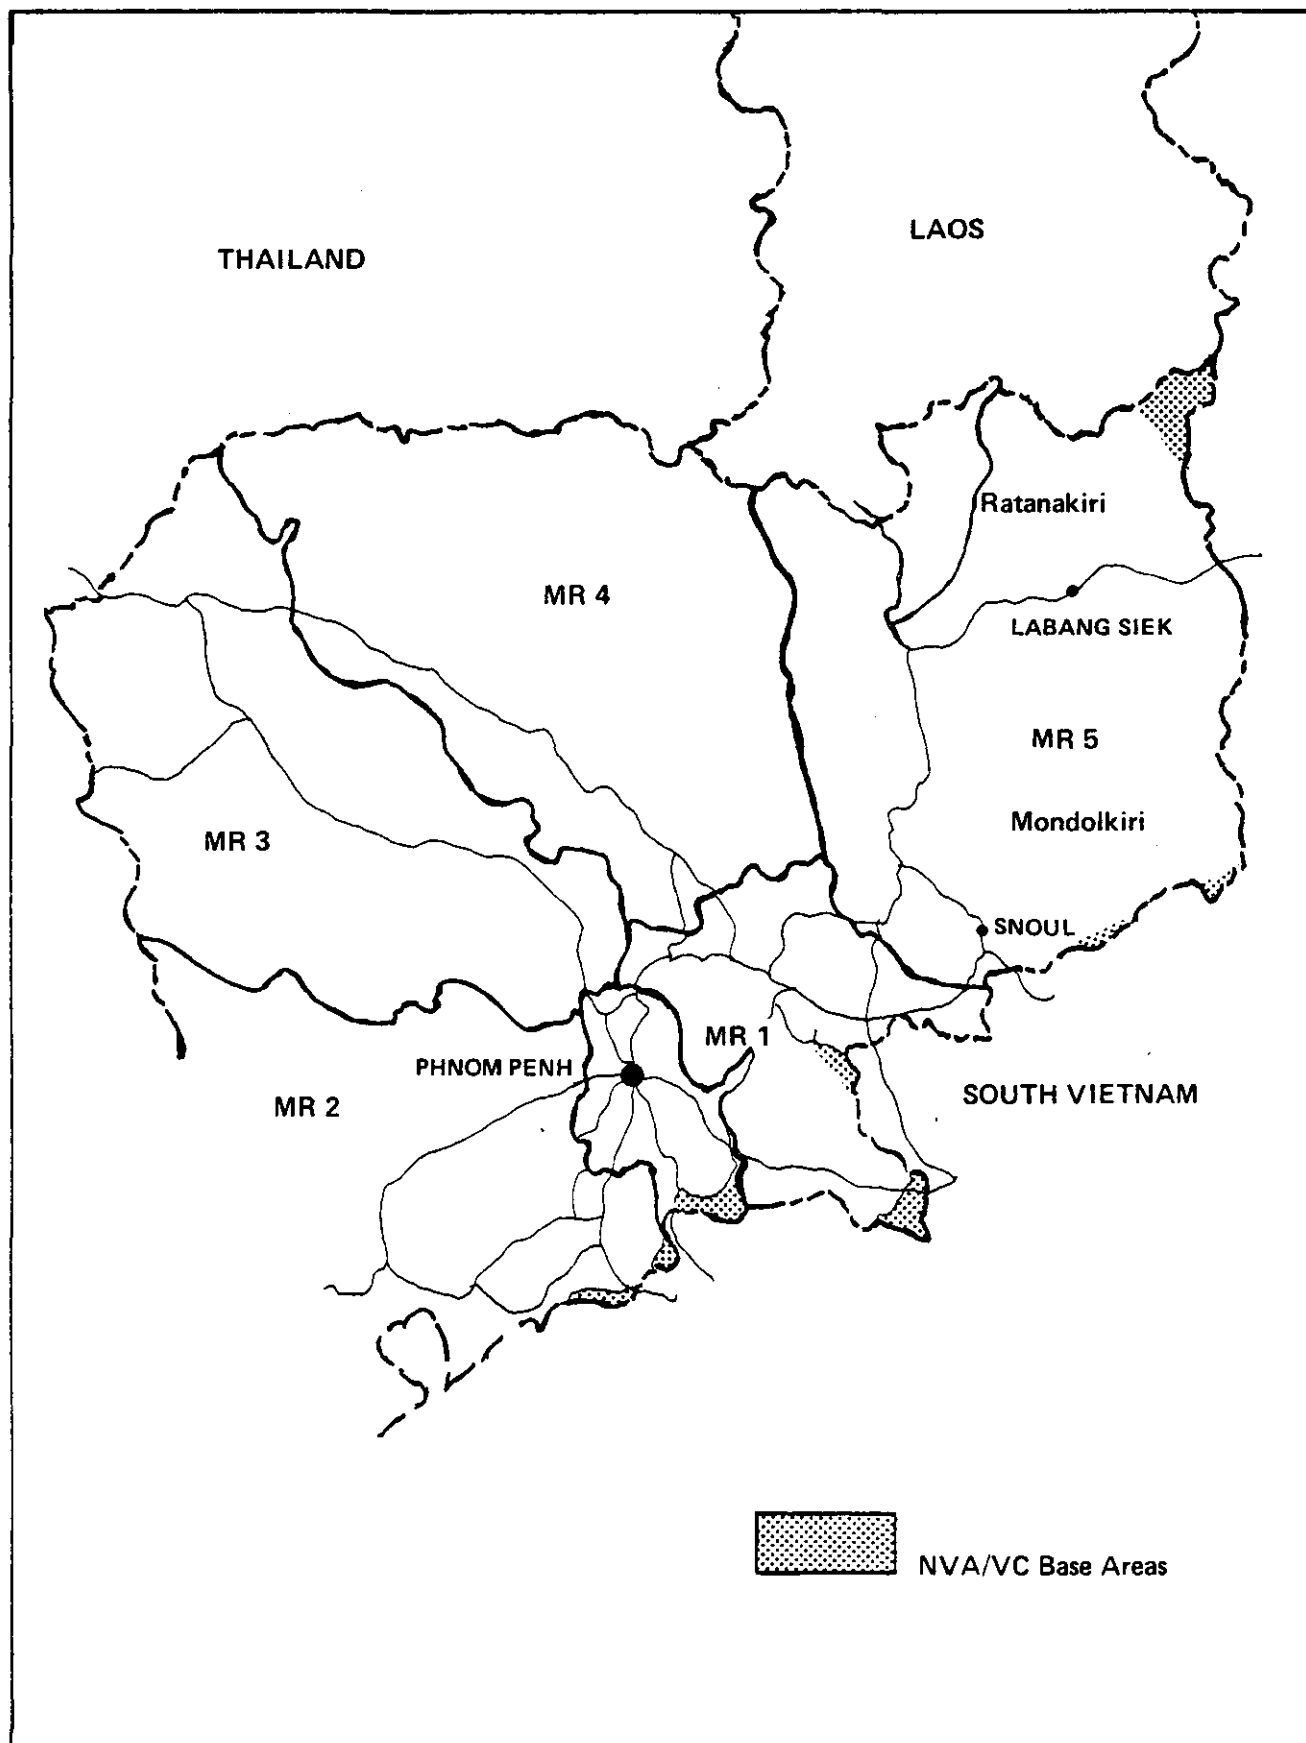 LAOS
THAILAND
Ratanakiri
MR 4
LABANG SIEK
MR 5
Mondolkiri
MR 3
SNOUL
MR 1
PHNOM PENH
SOUTH VIETNAM
MR 2
NVA/VC Base Areas